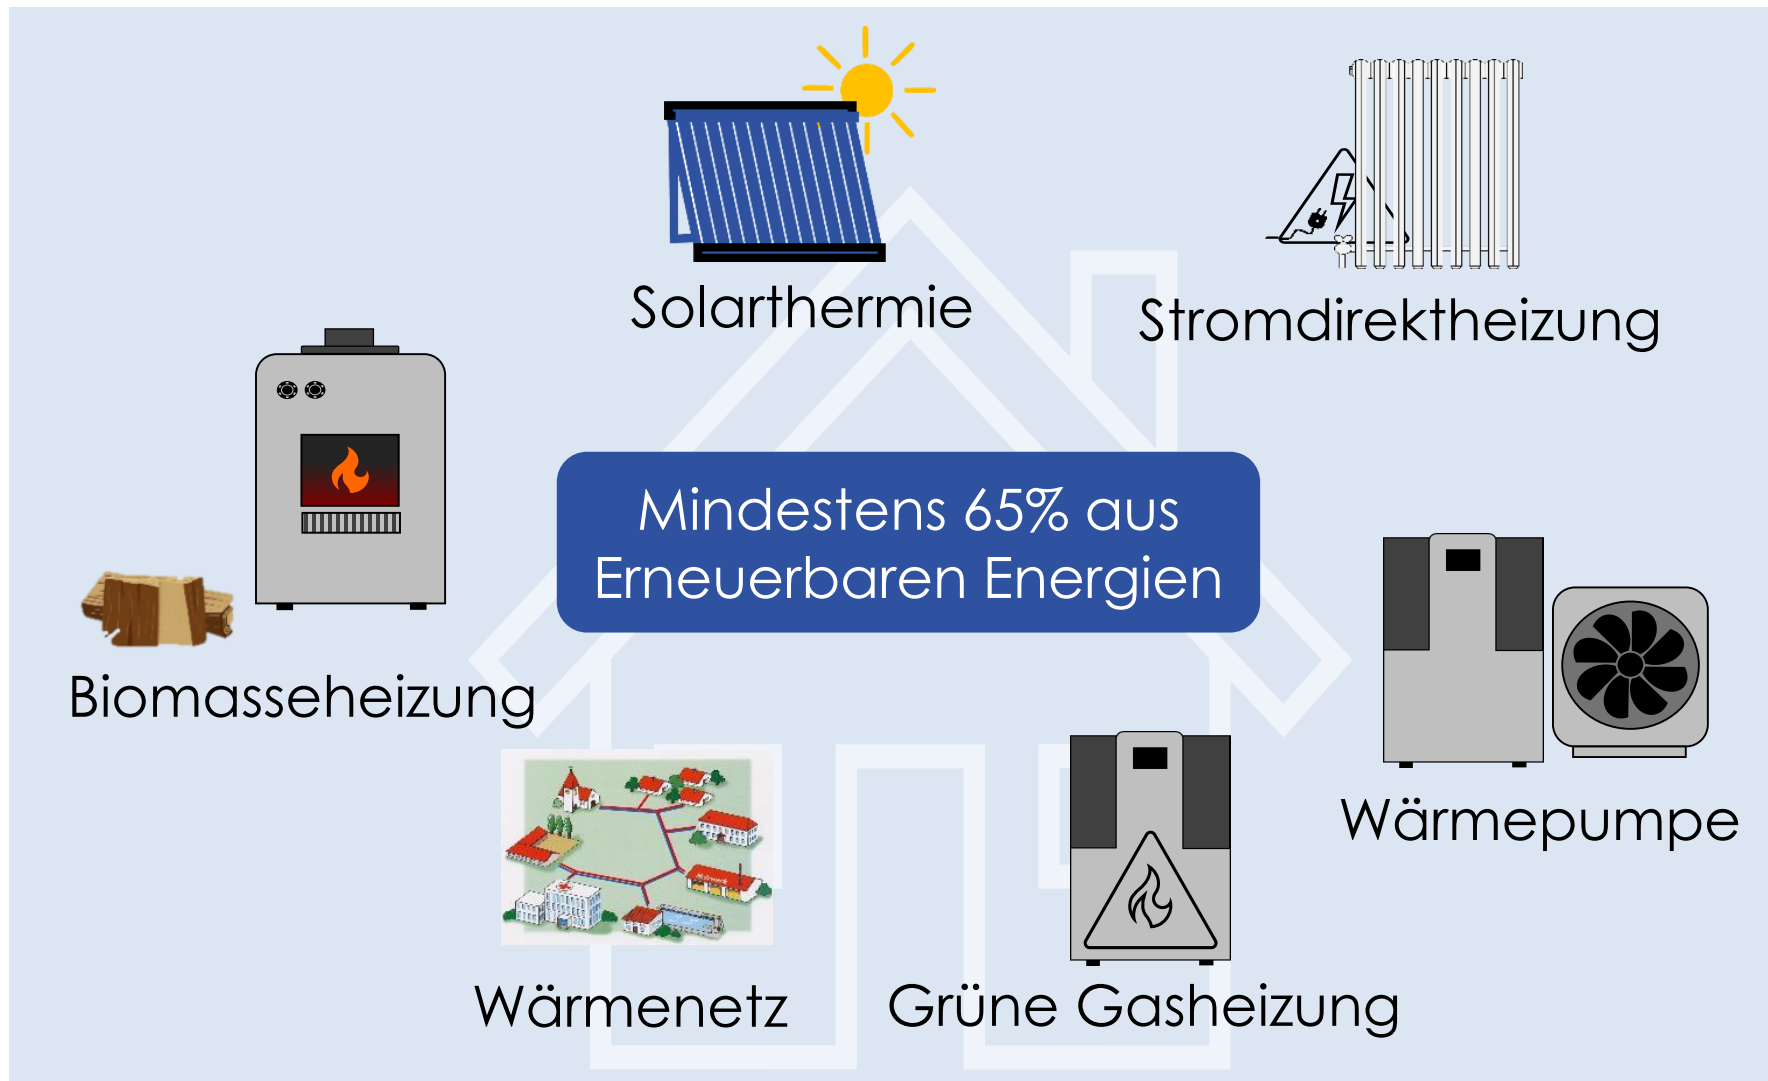 Solarthermie
Stromdirektheizung
Mindestens 65% aus
Erneuerbaren Energien
Biomasseheizung
Wärmepumpe
Wärmenetz
Grüne Gasheizung